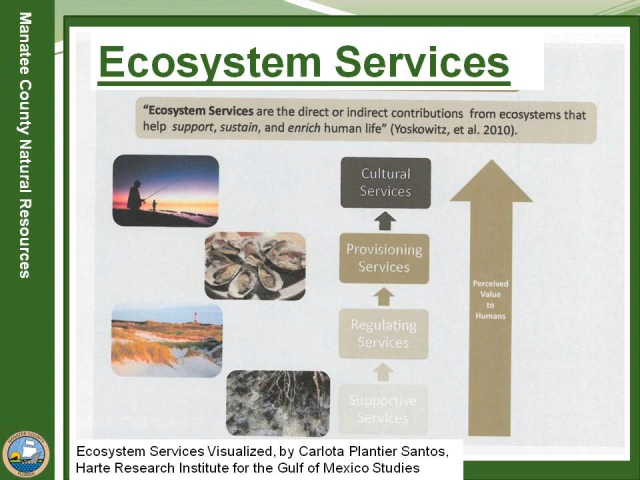 Manatee County Natural Resources
Ecosystem Services
“Ecosystem Services are the direct or indirect contributions from ecosystems that
help support, sustain, and enrich human life” (Yoskowitz, et al. 2010).
Cultural
Services
Provisioning
Services
Regulating
Services
Supportive
Services
Perceived
Value
to
Humans
Ecosystem Services Visualized, by Carlota Plantier Santos,
Harte Research Institute for the Gulf of Mexico Studies